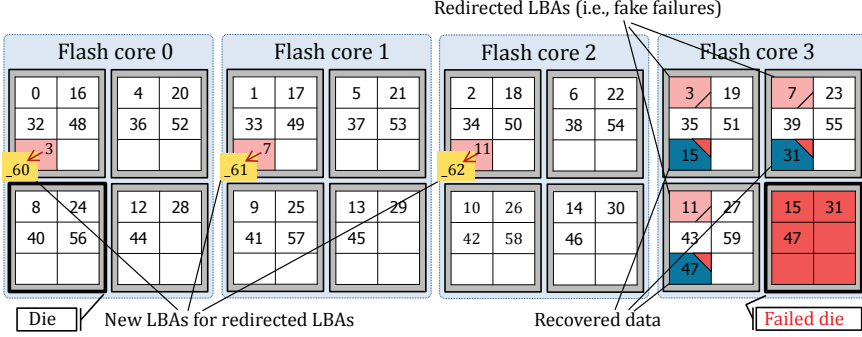 Redirected LBAs (i.e., fake failures)
Flash core 0 Flash core 1 Flash core 2 Flash core 3
0 16 4 20 1 17 5 21 2 18 6 22 3 19 7 23
32 48 36 52 33 49 37 53 34 50 38 54 35 51 39 55
3 7 11 15 31
_60 _61 _62
8 24 12 28 9 25 13 29 10 26 14 30 11 27 15 31
40 56 44 41 57 45 42 58 46 43 59 47
47
Die New LBAs for redirected LBAs Recovered data Failed die